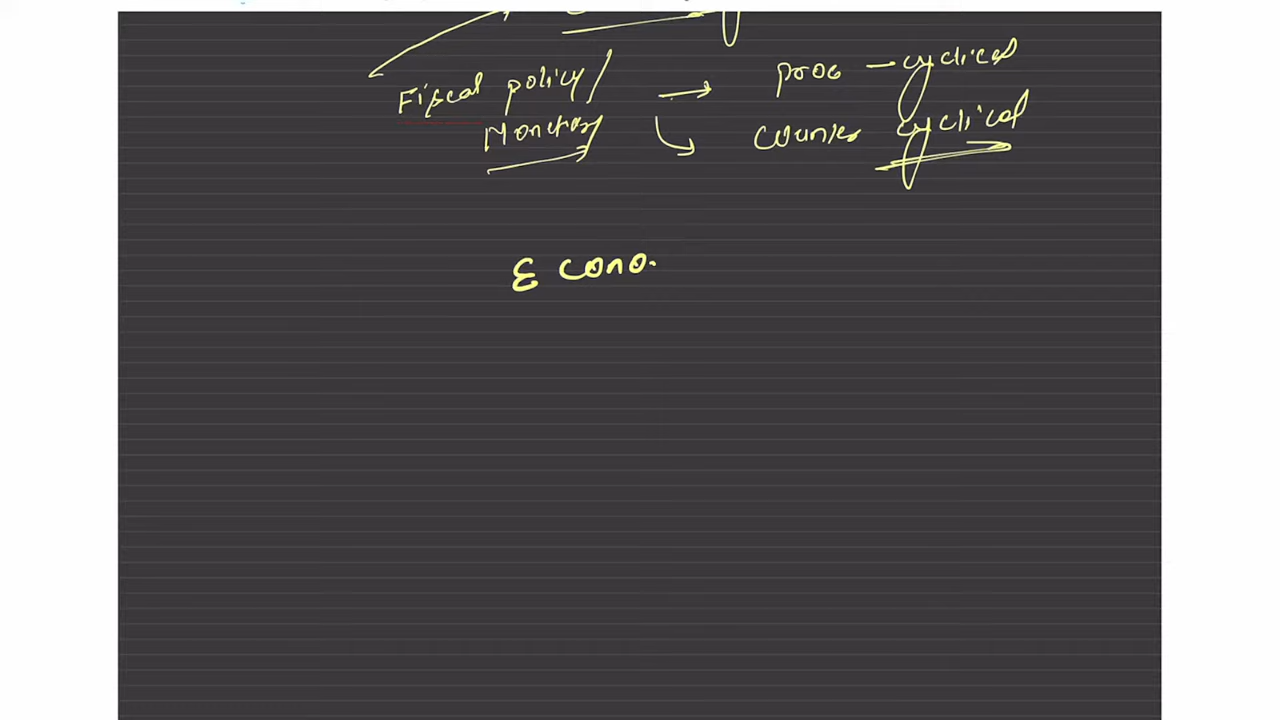 Fiscal policy/ → proo - cyclical
Monetary counter cyclical
Econo.